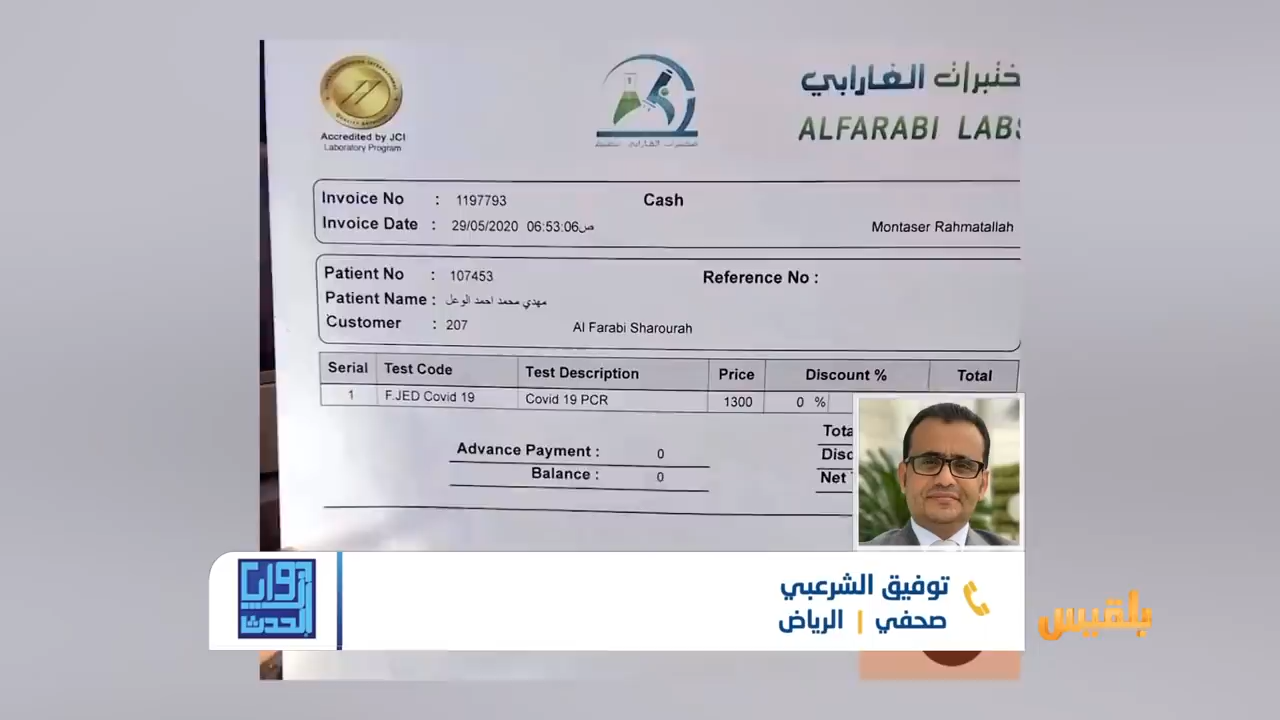 Accredited by JCI
Laboratory Program
ختبرات الفارابي
ALFARABI LABS
Invoice No : 1197793
Cash
Invoice Date : 29/05/2020 06:53:06ص
Montaser Rahmatallah
Patient No : 107453
Reference No :
Patient Name : مهدي محمد احمد الوعل
Customer : 207
Al Farabi Sharourah
Serial Test Code Test Description Price Discount % Total
1 F.JED Covid 19 Covid 19 PCR 1300 0 %
Tota
Advance Payment : 0
Disc
Balance : 0
Net
توفيق الشرعبي
صحفي | الرياض
أبواب
الحدث
بلقيس